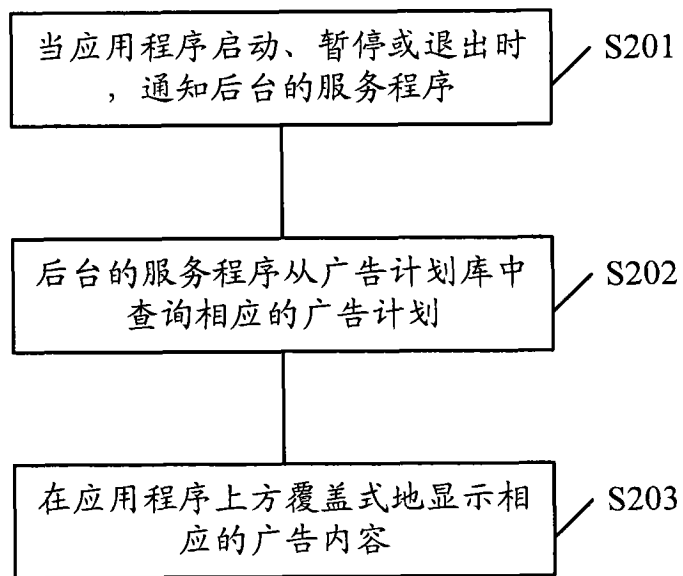 当应用程序启动、暂停或退出时
，通知后台的服务程序
S201
后台的服务程序从广告计划库中
查询相应的广告计划
S202
在应用程序上方覆盖式地显示相
应的广告内容
S203